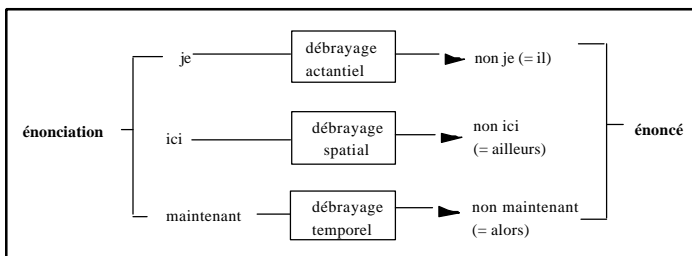 je
débrayage
actantiel
non je (= il)
énonciation
ici
débrayage
spatial
non ici
(= ailleurs)
énoncé
maintenant
débrayage
temporel
non maintenant
(= alors)